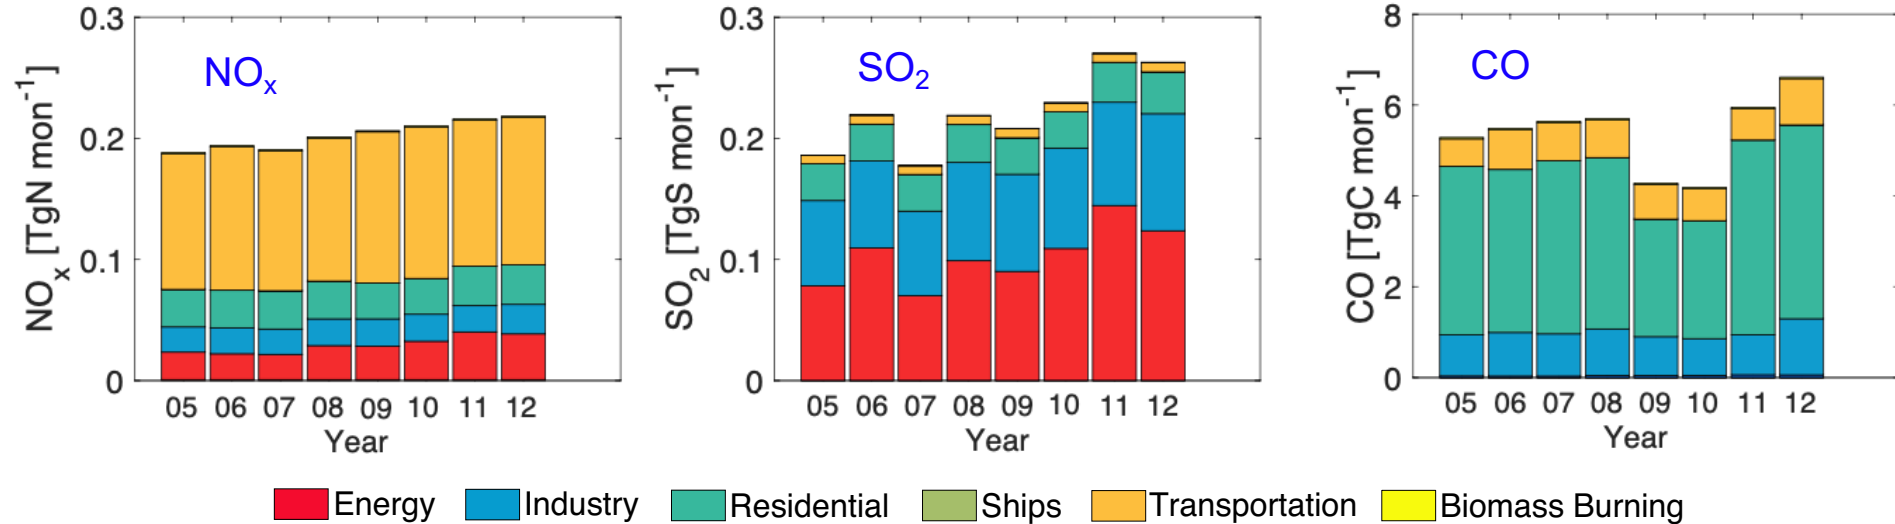 NOx [TgN mon-1]
0.3
0.2
0.1
0
NOx
05 06 07 08 09 10 11 12
Year
SO2 [TgS mon-1]
0.3
0.2
0.1
0
SO2
05 06 07 08 09 10 11 12
Year
CO [TgC mon-1]
8
6
4
2
0
CO
05 06 07 08 09 10 11 12
Year
Energy Industry Residential Ships Transportation Biomass Burning